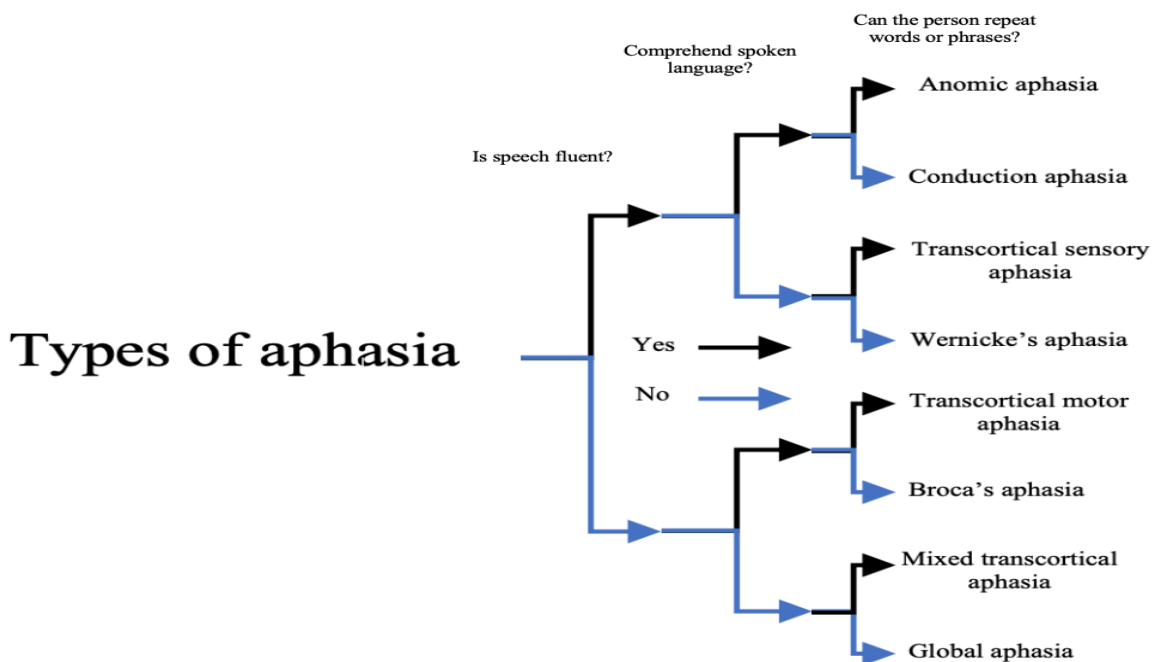 Can the person repeat
words or phrases?
Comprehend spoken
language?
Is speech fluent?
Types of aphasia
Yes
No
Anomic aphasia
Conduction aphasia
Transcortical sensory
aphasia
Wernicke's aphasia
Transcortical motor
aphasia
Broca's aphasia
Mixed transcortical
aphasia
Global aphasia